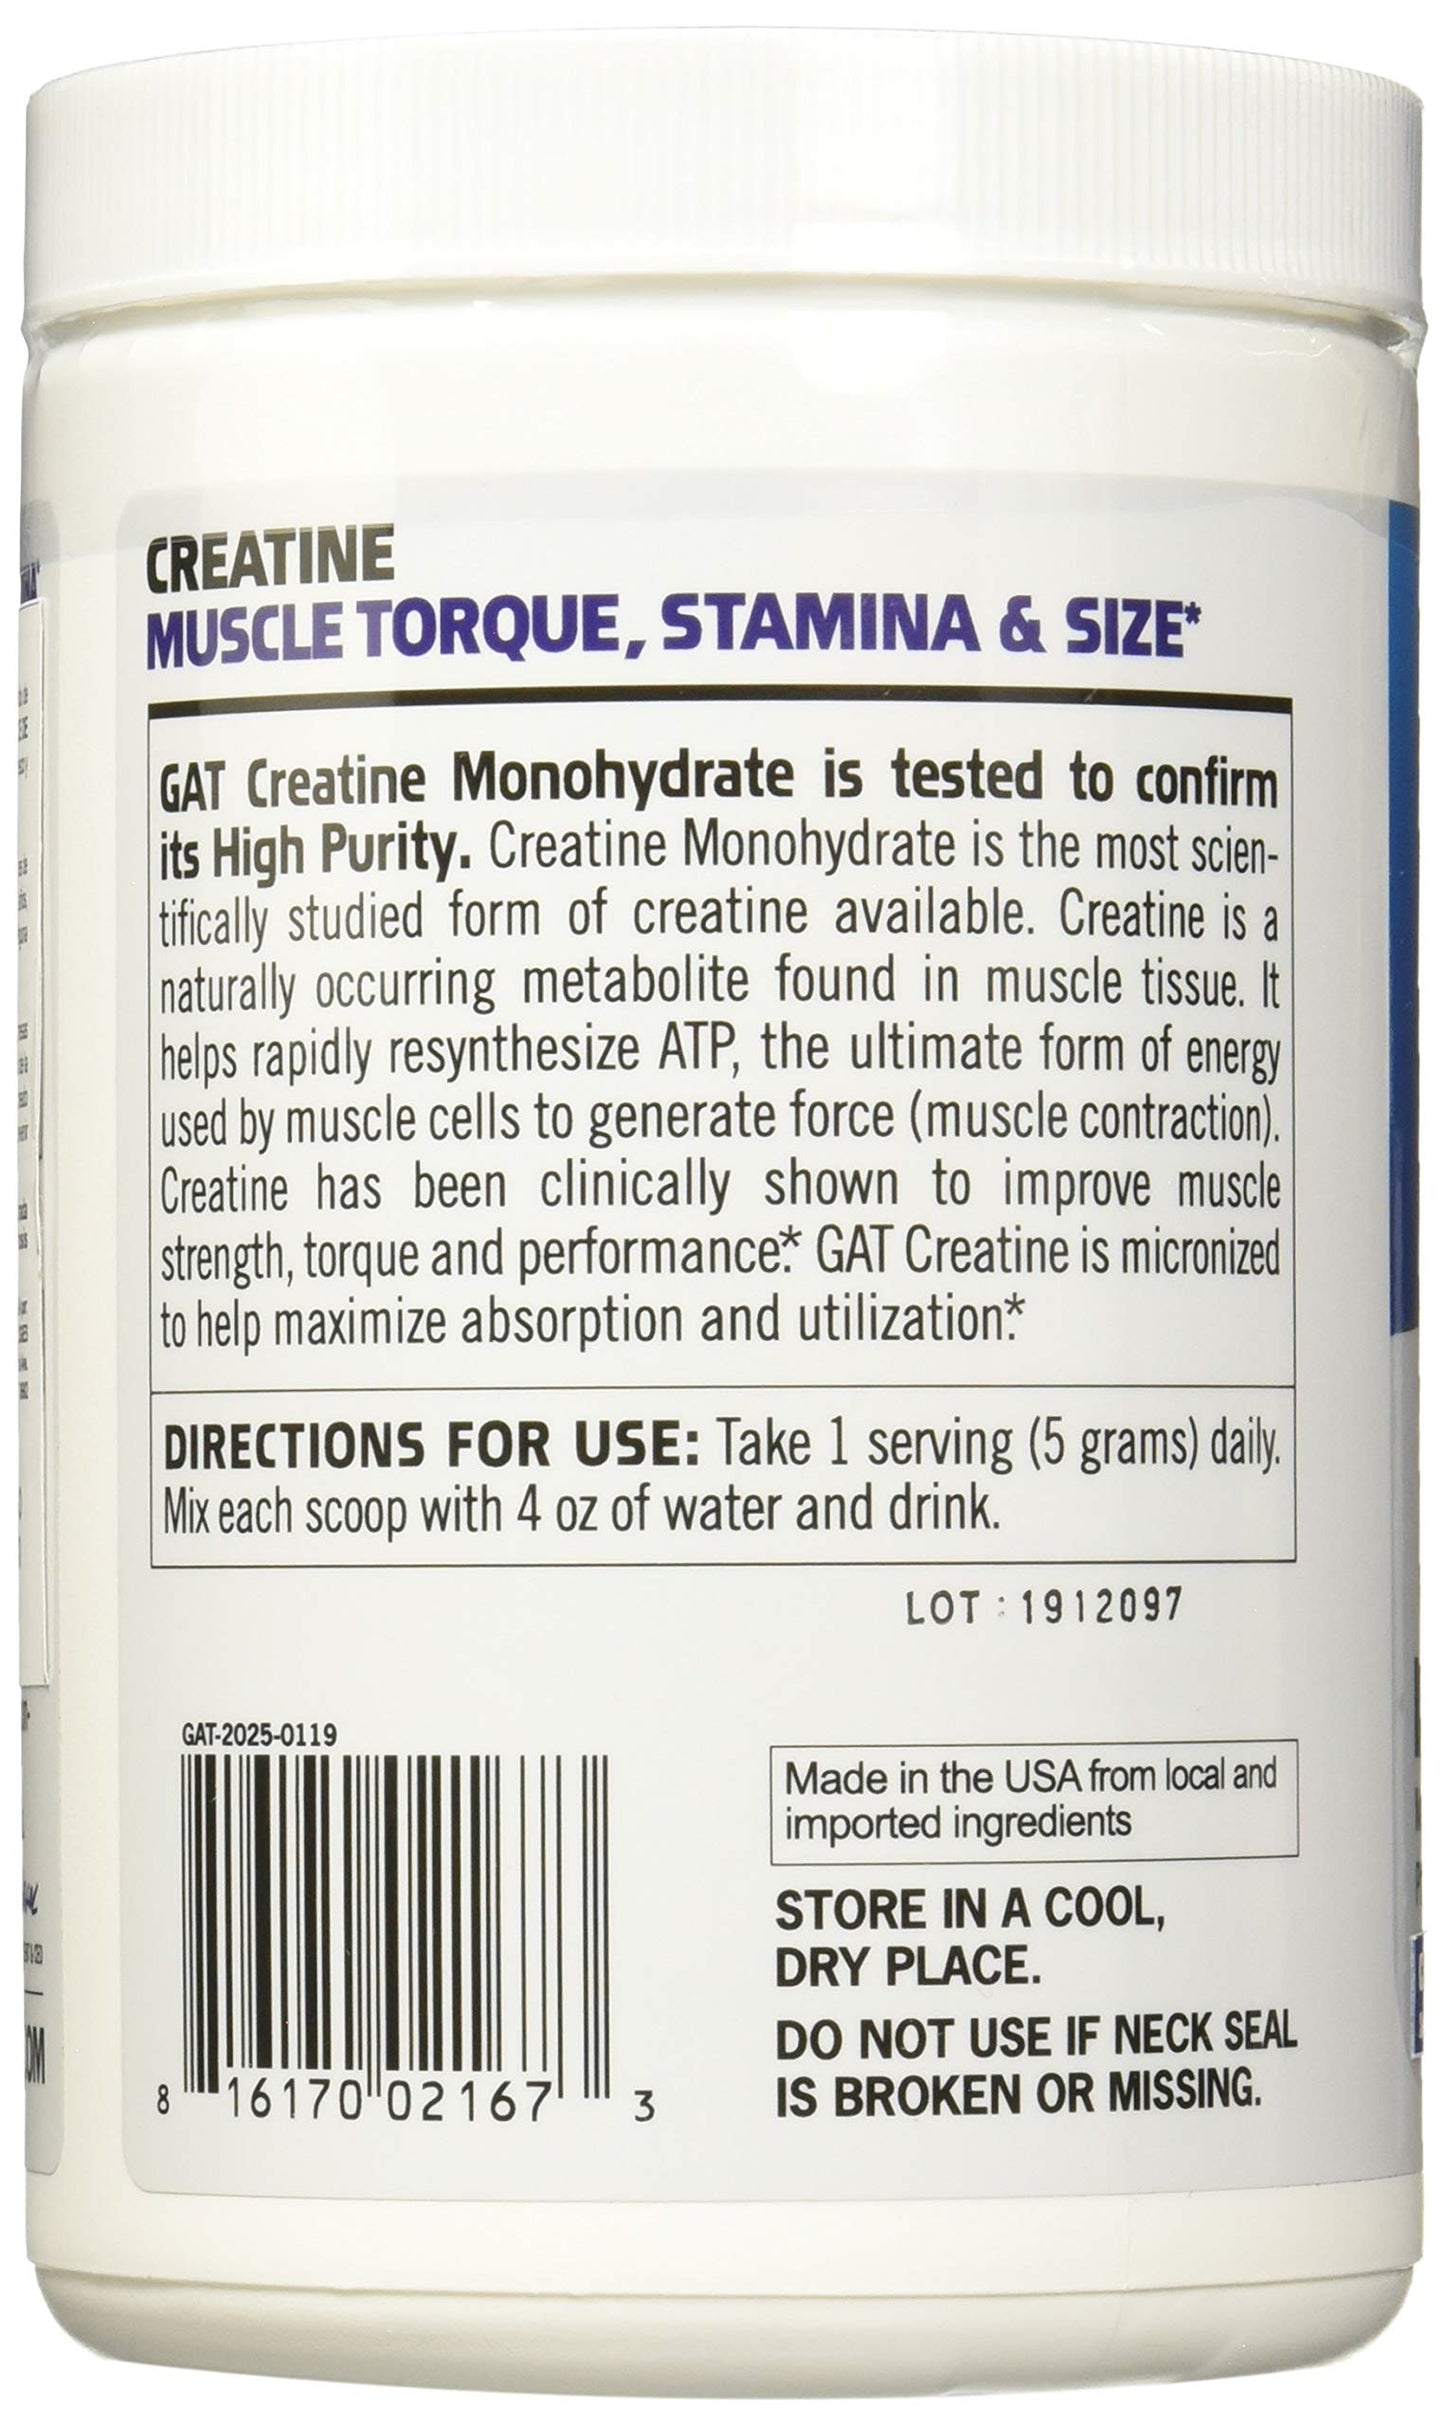 CREATINE
MUSCLE TORQUE, STAMINA & SIZE*
GAT Creatine Monohydrate is tested to confirm
its High Purity. Creatine Monohydrate is the most scien-
tifically studied form of creatine available. Creatine is a
naturally occurring metabolite found in muscle tissue. It
helps rapidly resynthesize ATP, the ultimate form of energy
used by muscle cells to generate force (muscle contraction).
Creatine has been clinically shown to improve muscle
strength, torque and performance.* GAT Creatine is micronized
to help maximize absorption and utilization.*
DIRECTIONS FOR USE: Take 1 serving (5 grams) daily.
Mix each scoop with 4 oz of water and drink.
LOT : 1912097
GAT-2025-0119
8 16170 02167 3
Made in the USA from local and
imported ingredients
STORE IN A COOL,
DRY PLACE.
DO NOT USE IF NECK SEAL
IS BROKEN OR MISSING.